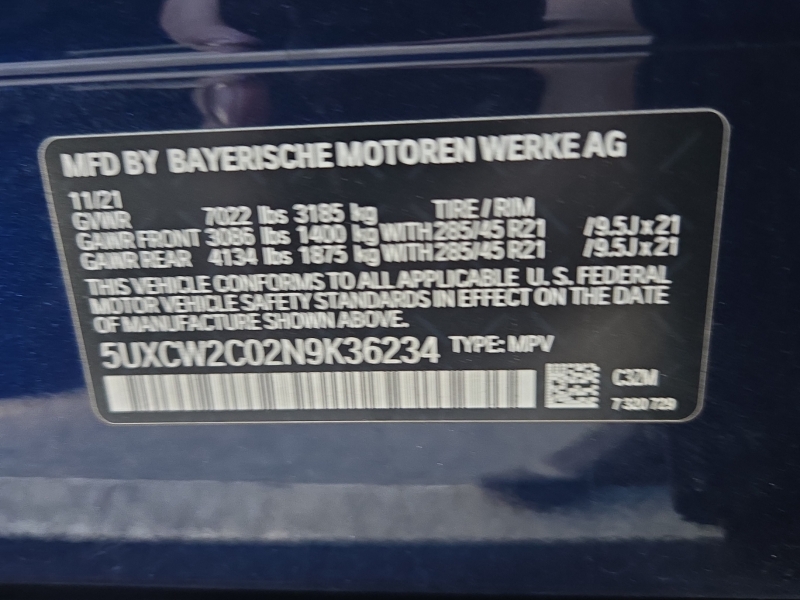 MFD BY BAYERISCHE MOTOREN WERKE AG
11/21
GVWR 7022 lbs 3185 kg TIRE / RIM
GAWR FRONT 3086 lbs 1400 kg WITH 285/45 R21 /9.5J x 21
GAWR REAR 4134 lbs 1875 kg WITH 285/45 R21 /9.5J x 21
THIS VEHICLE CONFORMS TO ALL APPLICABLE U. S. FEDERAL
MOTOR VEHICLE SAFETY STANDARDS IN EFFECT ON THE DATE
OF MANUFACTURE SHOWN ABOVE.
5UXCW2C02N9K36234 TYPE: MPV
C3ZM
7 320 729